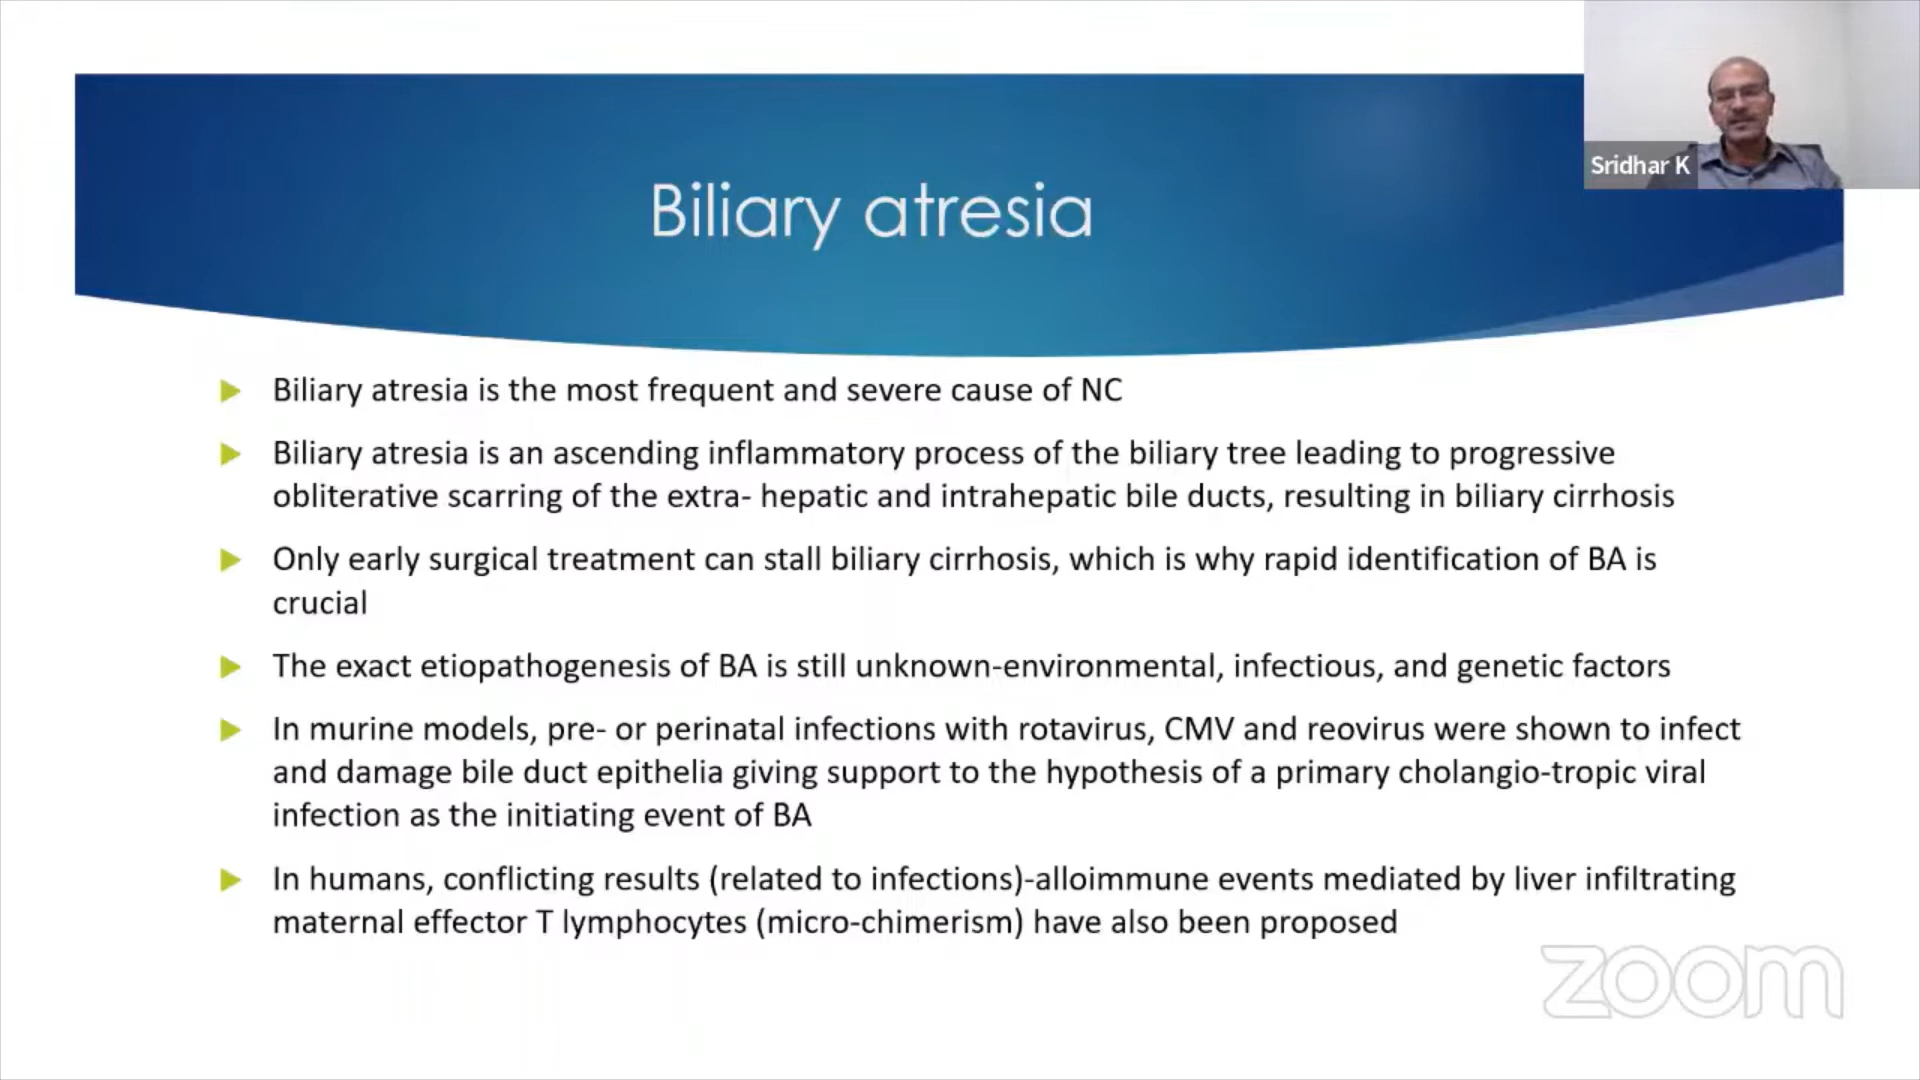 Sridhar K
Biliary atresia
Biliary atresia is the most frequent and severe cause of NC
Biliary atresia is an ascending inflammatory process of the biliary tree leading to progressive
obliterative scarring of the extra- hepatic and intrahepatic bile ducts, resulting in biliary cirrhosis
Only early surgical treatment can stall biliary cirrhosis, which is why rapid identification of BA is
crucial
The exact etiopathogenesis of BA is still unknown-environmental, infectious, and genetic factors
In murine models, pre- or perinatal infections with rotavirus, CMV and reovirus were shown to infect
and damage bile duct epithelia giving support to the hypothesis of a primary cholangio-tropic viral
infection as the initiating event of BA
In humans, conflicting results (related to infections)-alloimmune events mediated by liver infiltrating
maternal effector T lymphocytes (micro-chimerism) have also been proposed
zoom